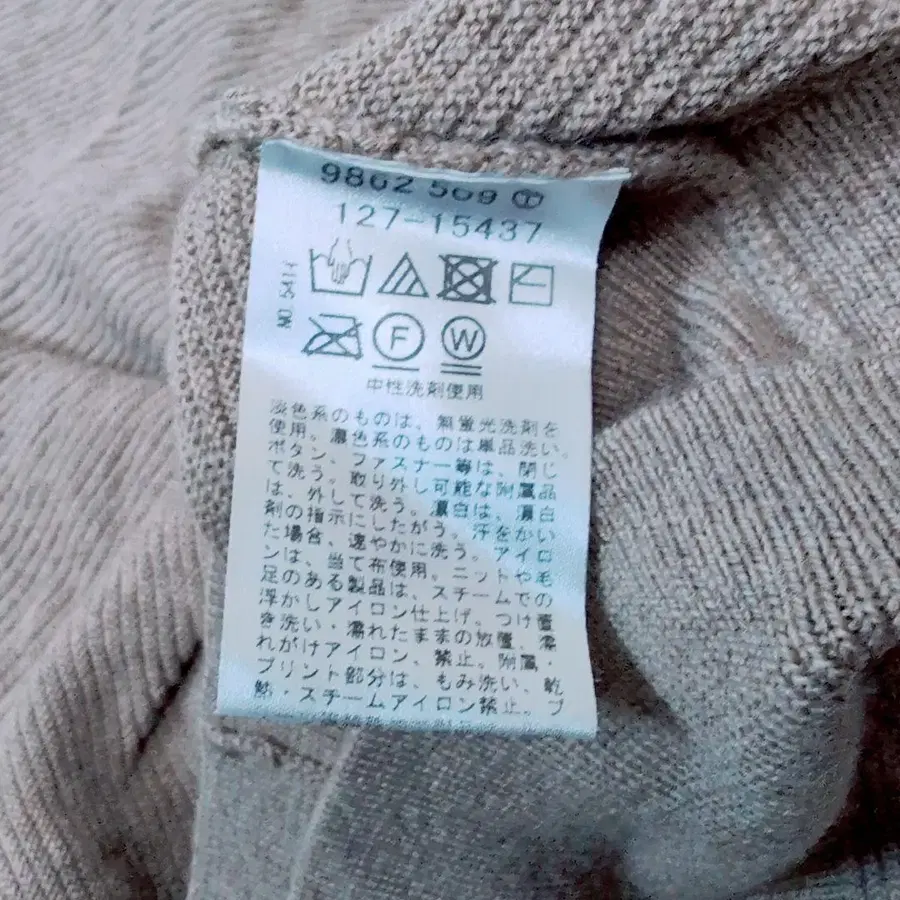 9862 509 ①
127-15437
NO. 5411
F W
中性洗剤使用
淡色系のものは、無蛍光洗剤を
使用。濃色系のものは単品洗い。
ボタン、ファスナー等は、閉じ
て洗う。取り外し可能な附属品
は、外して洗う。漂白は、漂白
剤の指示にしたがう。汗をかい
た場合、速やかに洗う。アイロ
ンは、当て布使用。ニットや毛
足のある製品は、スチームでの
浮かしアイロン仕上げ。つけ置
き洗い・濡れたままの放置、濡
れがけアイロン、禁止。附属・
プリント部分は、もみ洗い、乾
燥・スチームアイロン禁止。プ